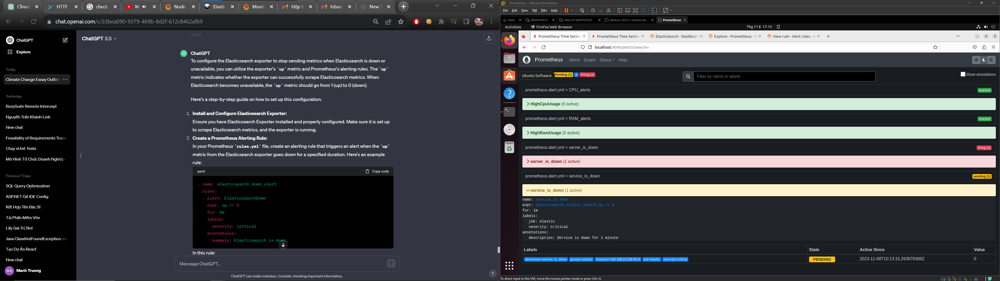 Climat
HTTP
check
M
Node
Elastic
Monit
Hộp t
Inbox
New T
chat.openai.com/c/33bea090-9379-469b-8d2f-612c8462afb9
ChatGPT
Explore
Today
Climate Change Essay Outline
Yesterday
BurpSuite Remote Intercept
Nguyễn Trần Khánh Linh
New chat
Feasibility of Requirements Tracin
Chạy xUnit Tests
Mô Hình Tổ Chức Doanh Nghiệp
Previous 7 Days
SQL Query Optimization
ASP.NET Git IDE Config
Kết Hợp Tên Bác Sĩ
Tải Phần Mềm Vite
Lấy Giá Trị Slot
Java ClassNotFoundException: m
Tạo Dự Án React
New chat
MA Manh Truong
ChatGPT 3.5
down
ChatGPT
To configure the Elasticsearch exporter to stop sending metrics when Elasticsearch is down or
unavailable, you can utilize the exporter's `up` metric and Prometheus's alerting rules. The `up`
metric indicates whether the exporter can successfully scrape Elasticsearch metrics. When
Elasticsearch becomes unavailable, the `up` metric should go from 1 (up) to 0 (down).
Here's a step-by-step guide on how to set up this configuration:
1. Install and Configure Elasticsearch Exporter:
Ensure you have Elasticsearch Exporter installed and properly configured. Make sure it is set up
to scrape Elasticsearch metrics, and the exporter is running.
2. Create a Prometheus Alerting Rule:
In your Prometheus `rules.yml` file, create an alerting rule that triggers an alert when the `up`
metric from the Elasticsearch exporter goes down for a specified duration. Here's an example
rule:
yaml
Copy code
- name: elasticsearch_down_alert
rules:
- alert: ElasticsearchDown
expr: up == 0
for: 5m
labels:
severity: critical
annotations:
summary: Elasticsearch is down.
In this rule:
Message ChatGPT...
ChatGPT can make mistakes. Consider checking important information.
?
Prometheus - VMware Workstation
File Edit View VM Tabs Help
Home
UBUNTUFA23
Clone of UBUNTUFA23
kali-linux-2023.3-vmware-am...
Prometheus
Activities
Firefox Web Browser
Thg 11 8 17:13
Prometheus Time Series
Prometheus Time Series
ElasticSearch - Dashboar
Explore - Prometheus - G
View rule - Alert rules - A
localhost:9090/alerts?search=
Prometheus Alerts Graph Status Help
Ubuntu Software
Pending (1)
Firing (1)
Filter by name or labels
Show annotations
prometheus.alert.yml > CPU_alerts
inactive
HighCpuUsage (0 active)
prometheus.alert.yml > RAM_alerts
inactive
HighRamUsage (0 active)
prometheus.alert.yml > server_is_down
firing (1)
server_is_down (1 active)
prometheus.alert.yml > service_is_down
pending (1)
service_is_down (1 active)
name: service_is_down
expr: elasticsearch_cluster_health_up == 0
for: 1m
labels:
job: elastic
severity: critical
annotations:
description: Service is down for 1 minute
Labels State Active Since Value
alertname=service_is_down groups=elastic instance=192.168.23.159:9114 job=elastic severity=critical PENDING 2023-11-08T10:13:15.293878389Z 0
To direct input to this VM, move the mouse pointer inside or press Ctrl+G.